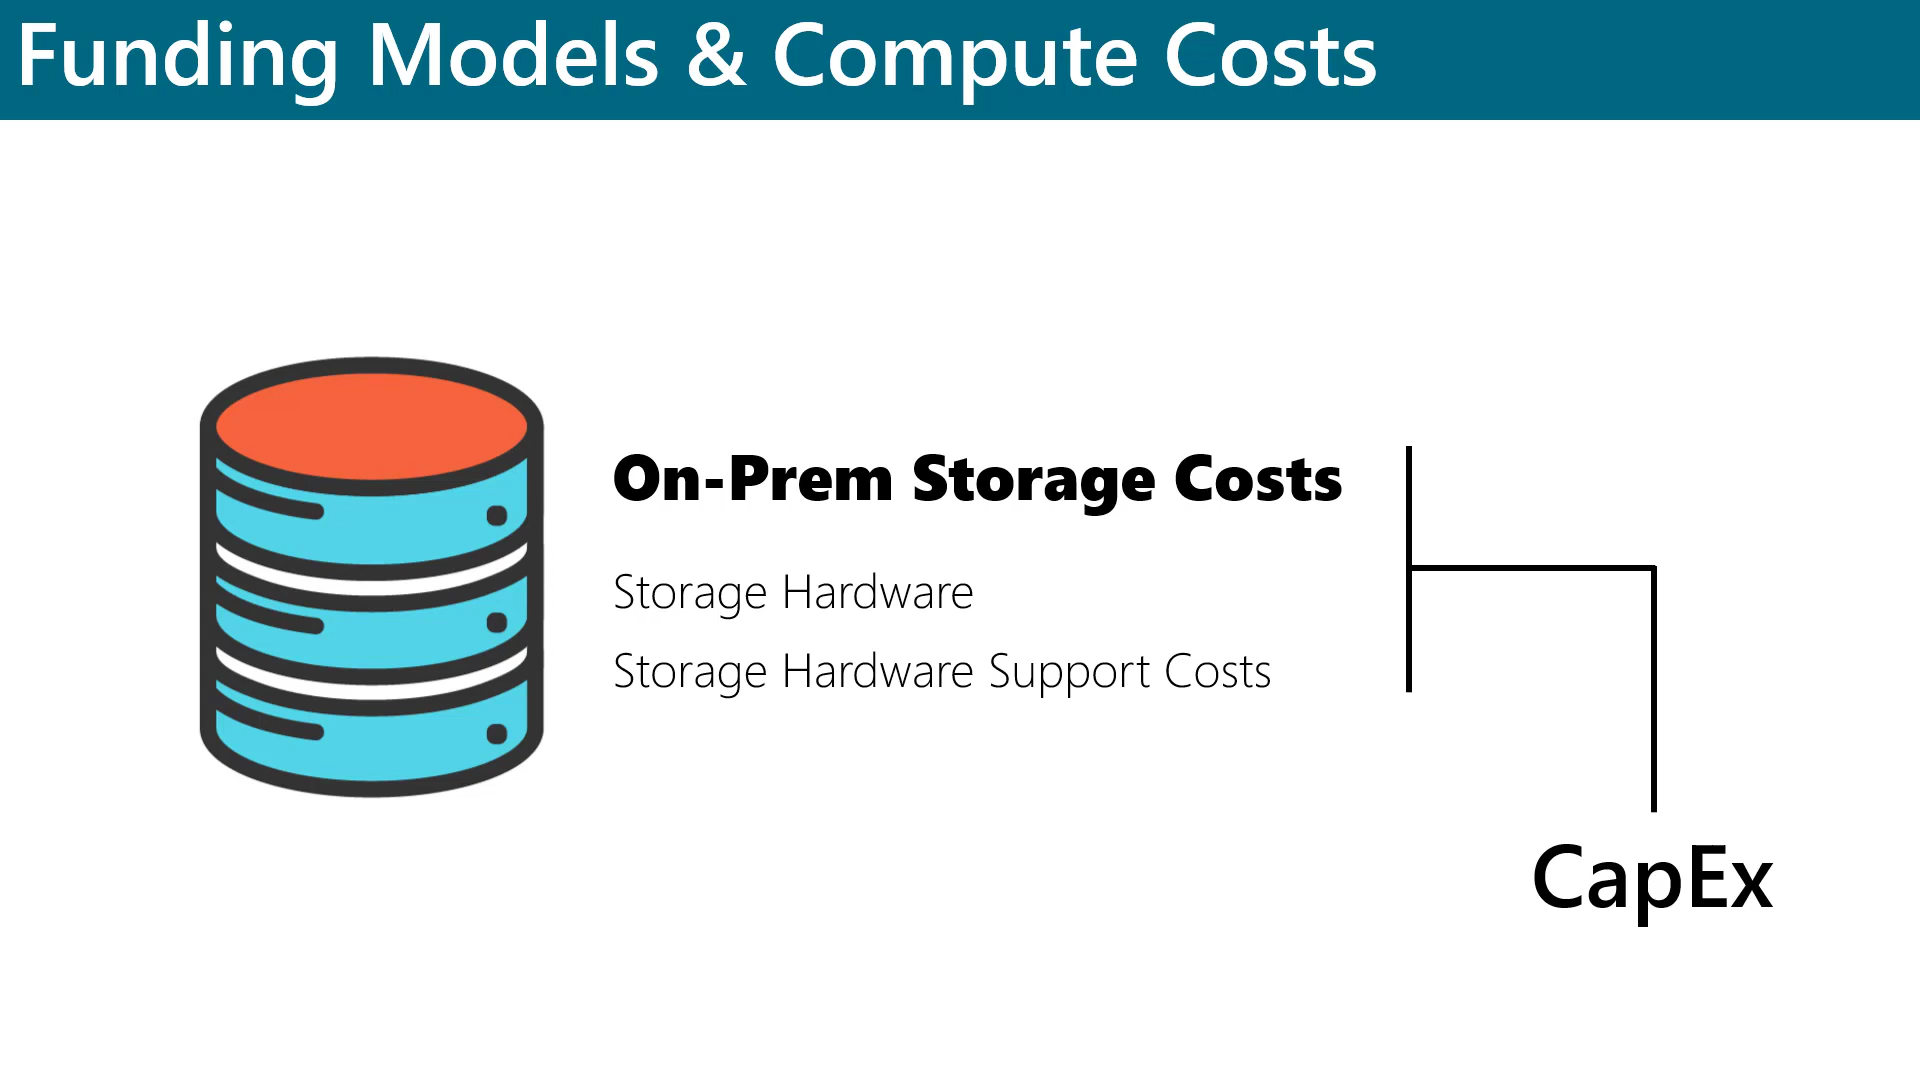 Funding Models & Compute Costs
On-Prem Storage Costs
Storage Hardware
Storage Hardware Support Costs
CapEx